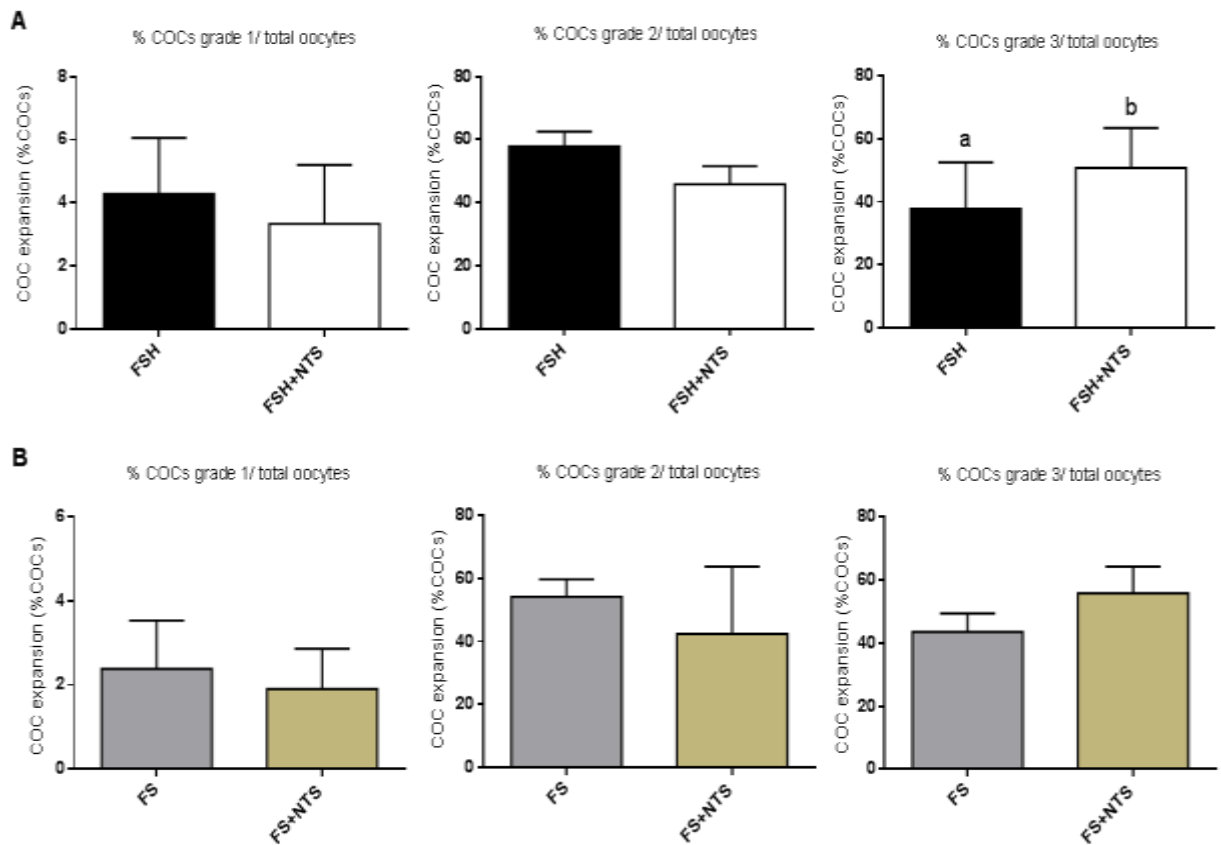 A
% COCs grade 1/ total oocytes
% COCs grade 2/ total oocytes
% COCs grade 3/ total oocytes
COC expansion (%COCs)
8
6
4
2
0
FSH
FSH+NTS
COC expansion (%COCs)
80
60
40
20
0
FSH
FSH+NTS
COC expansion (%COCs)
80
60
40
20
0
a
b
FSH
FSH+NTS
B
% COCs grade 1/ total oocytes
% COCs grade 2/ total oocytes
% COCs grade 3/ total oocytes
COC expansion (%COCs)
6
4
2
0
FS
FS+NTS
COC expansion (%COCs)
80
60
40
20
0
FS
FS+NTS
COC expansion (%COCs)
80
60
40
20
0
FS
FS+NTS